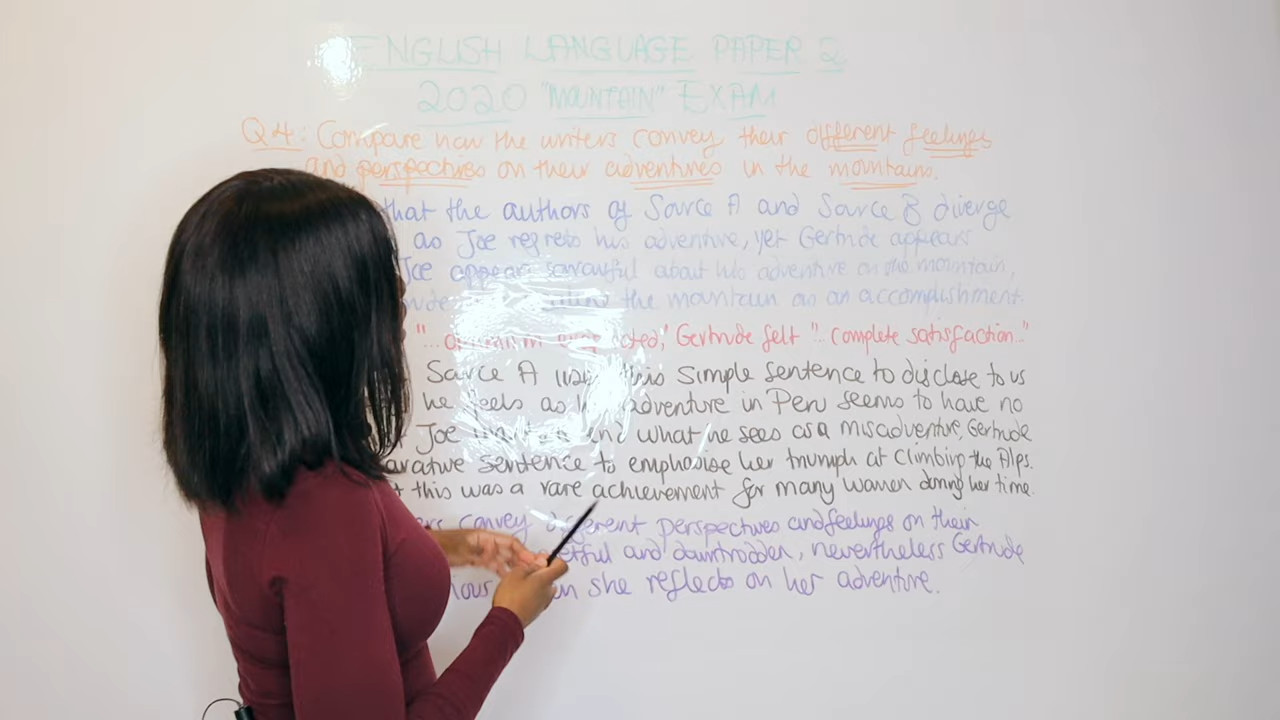 ENGLISH LANGUAGE PAPER 2
2020 "MOUNTAIN" EXAM
Q4: Compare how the writers convey their different feelings
and perspectives on their adventures in the mountains.
that the authors of Source A and Source B diverge
as Joe regrets his adventure, yet Gertrude appears
Joe appears sorrowful about his adventure on the mountain,
the mountain as an accomplishment.
Gertrude felt ".. complete satisfaction.."
Source A uses this simple sentence to disclose to us
he feels as adventure in Peru seems to have no
Joe and what he sees as a misadventure, Gertrude
sentence to emphasise her triumph at climbing the Alps.
this was a rare achievement for many women during her time.
convey different perspectives and feelings on their
and downtrodden, nevertheless Gertrude
she reflects on her adventure.